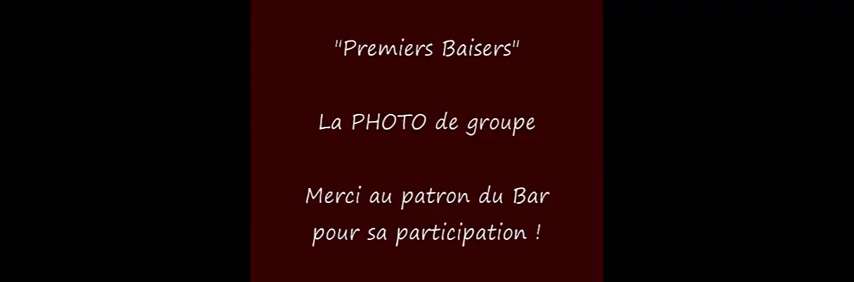 "Premiers Baisers"
La PHOTO de groupe
Merci au patron du Bar
pour sa participation !